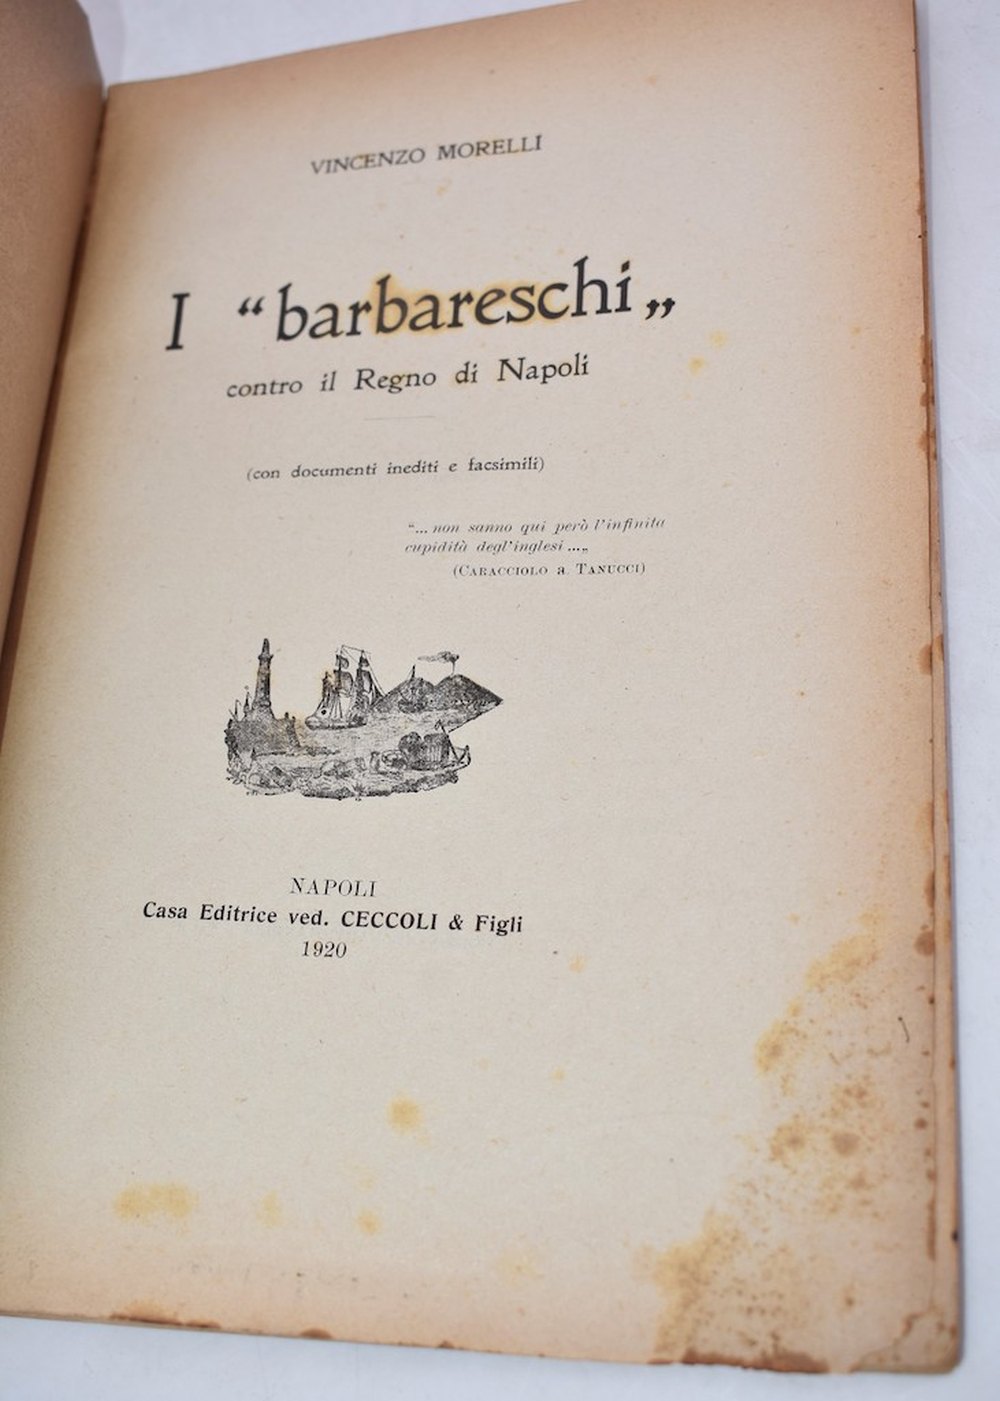 VINCENZO MORELLI
I “barbareschi„
contro il Regno di Napoli
(con documenti inediti e facsimili)
“... non sanno qui però l'infinita
cupidità degl'inglesi ...„
(CARACCIOLO a TANUCCI)
NAPOLI
Casa Editrice ved. CECCOLI & Figli
1920